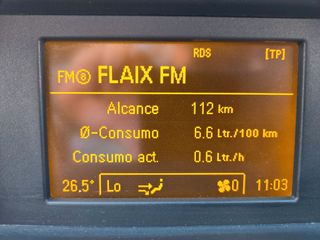 RDS [TP]
FM 8 FLAIX FM
Alcance 112 km
Ø-Consumo 6.6 Ltr./100 km
Consumo act. 0.6 Ltr./h
26.5° Lo 0 11:03